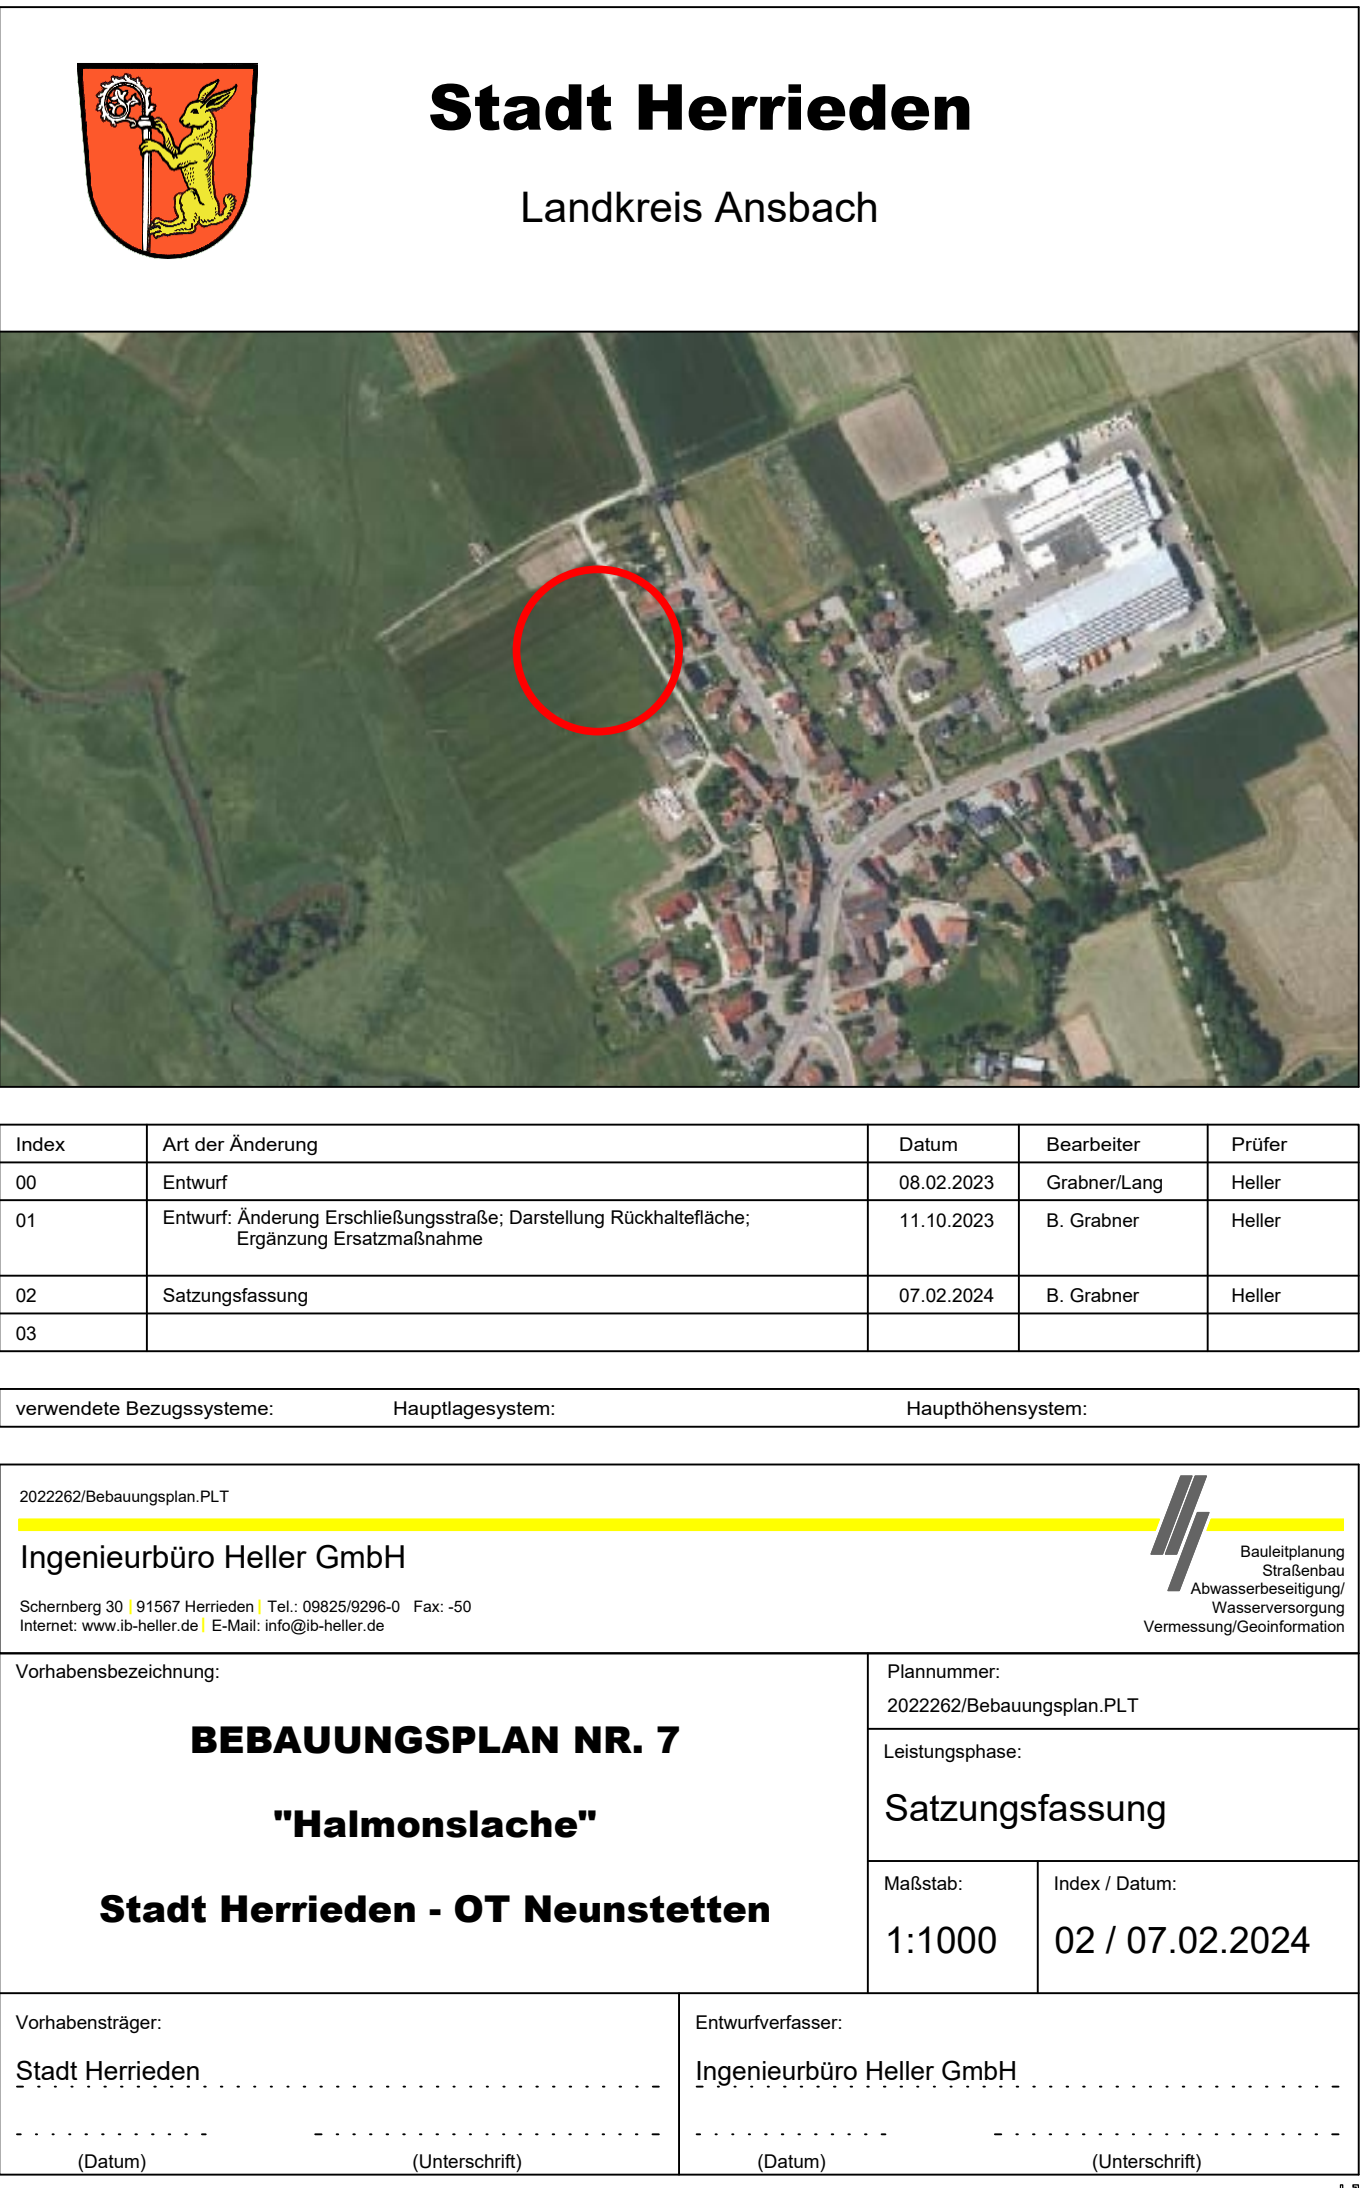 Stadt Herrieden
Landkreis Ansbach
Index Art der Änderung Datum Bearbeiter Prüfer
00 Entwurf 08.02.2023 Grabner/Lang Heller
01 Entwurf: Änderung Erschließungsstraße; Darstellung Rückhaltefläche; 11.10.2023 B. Grabner Heller
Ergänzung Ersatzmaßnahme
02 Satzungsfassung 07.02.2024 B. Grabner Heller
03
verwendete Bezugssysteme: Hauptlagesystem: Haupthöhensystem:
2022262/Bebauungsplan.PLT
Ingenieurbüro Heller GmbH
Schernberg 30 | 91567 Herrieden | Tel.: 09825/9296-0 Fax: -50
Internet: www.ib-heller.de | E-Mail: info@ib-heller.de
Bauleitplanung
Straßenbau
Abwasserbeseitigung/
Wasserversorgung
Vermessung/Geoinformation
Vorhabensbezeichnung:
BEBAUUNGSPLAN NR. 7
"Halmonslache"
Stadt Herrieden - OT Neunstetten
Plannummer:
2022262/Bebauungsplan.PLT
Leistungsphase:
Satzungsfassung
Maßstab:
1:1000
Index / Datum:
02 / 07.02.2024
Vorhabensträger:
Stadt Herrieden
(Datum) (Unterschrift)
Entwurfverfasser:
Ingenieurbüro Heller GmbH
(Datum) (Unterschrift)